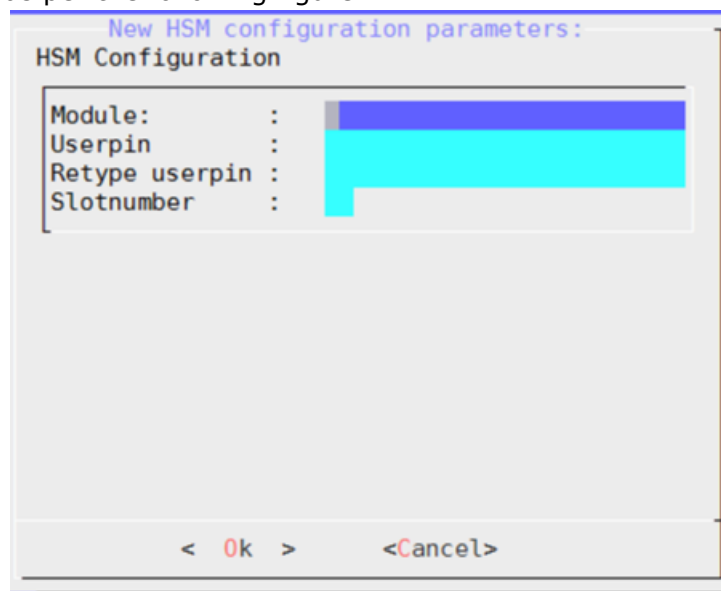 New HSM configuration parameters:
HSM Configuration
Module: :
Userpin :
Retype userpin :
Slotnumber :
< Ok > <Cancel>